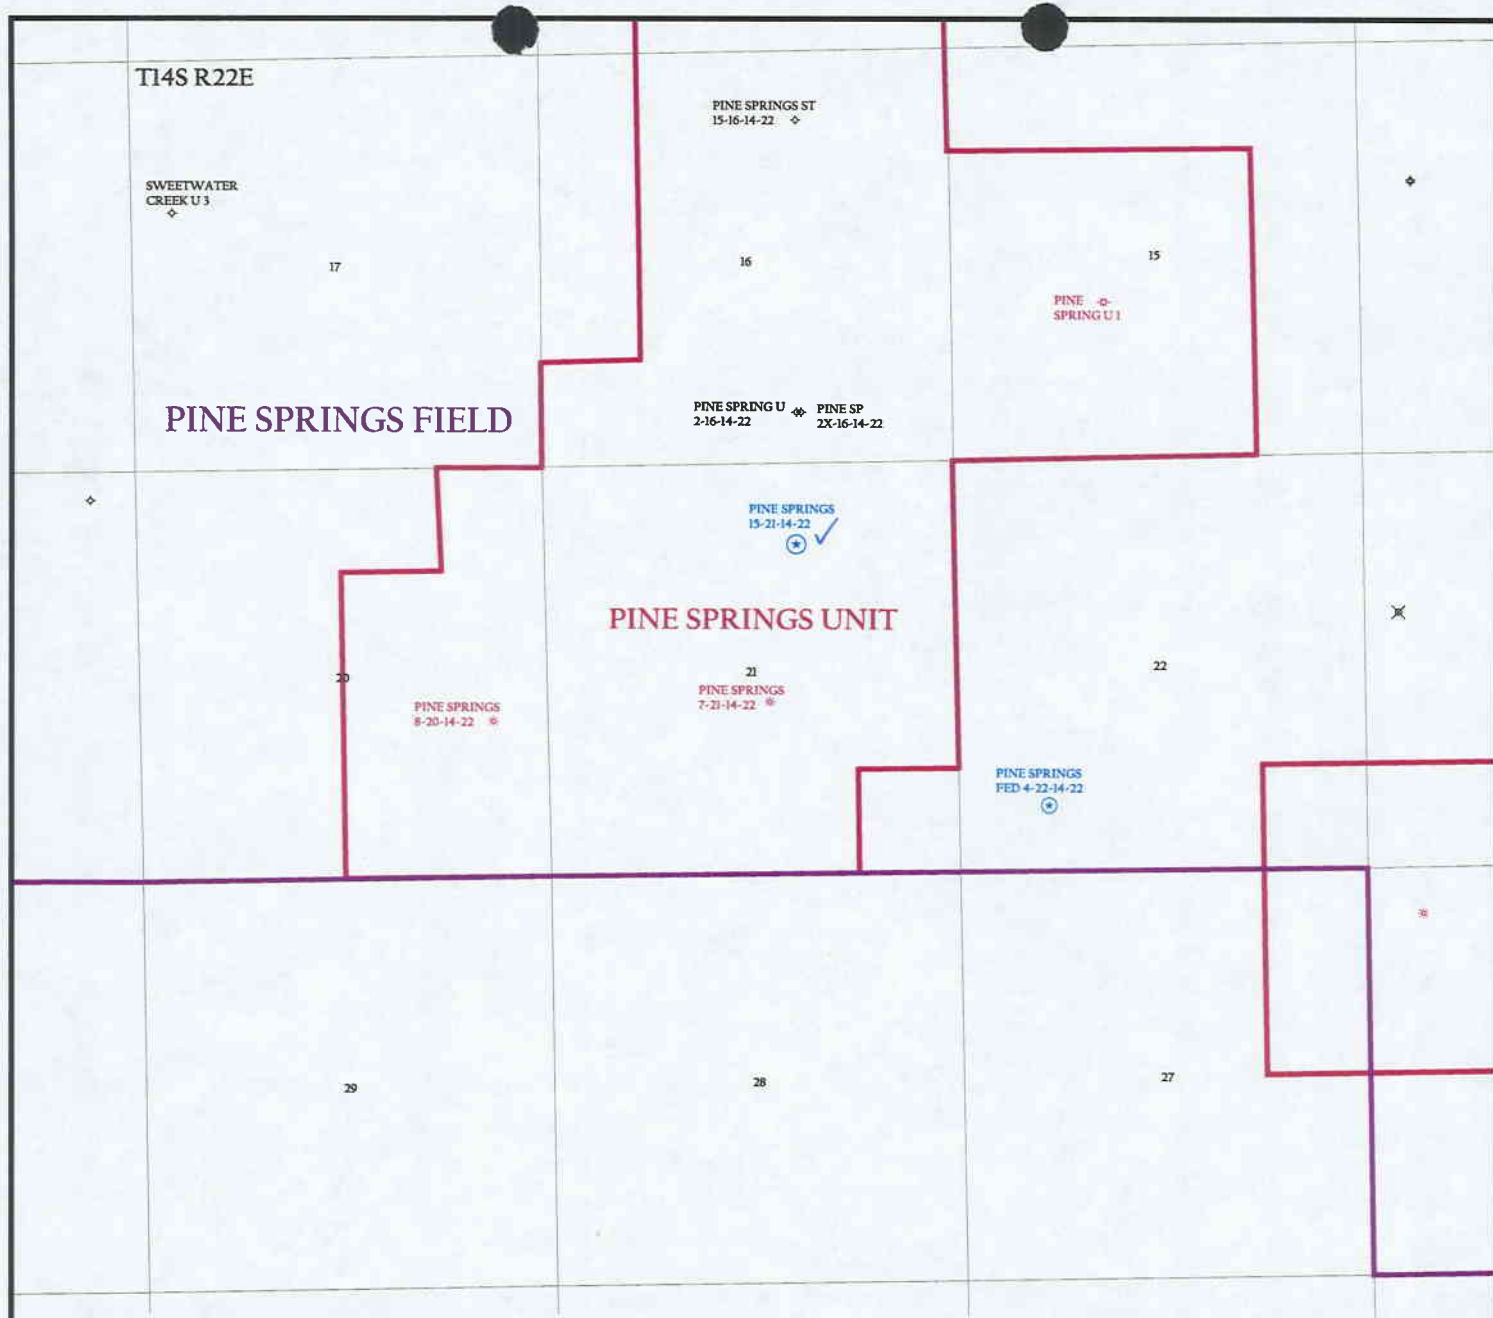 T14S R22E
PINE SPRINGS ST
15-16-14-22
SWEETWATER
CREEK U 3
17
16
15
PINE
SPRING U 1
PINE SPRINGS FIELD
PINE SPRING U
2-16-14-22
PINE SP
2X-16-14-22
PINE SPRINGS
15-21-14-22
PINE SPRINGS UNIT
20
21
22
PINE SPRINGS
8-20-14-22
PINE SPRINGS
7-21-14-22
PINE SPRINGS
FED 4-22-14-22
29
28
27